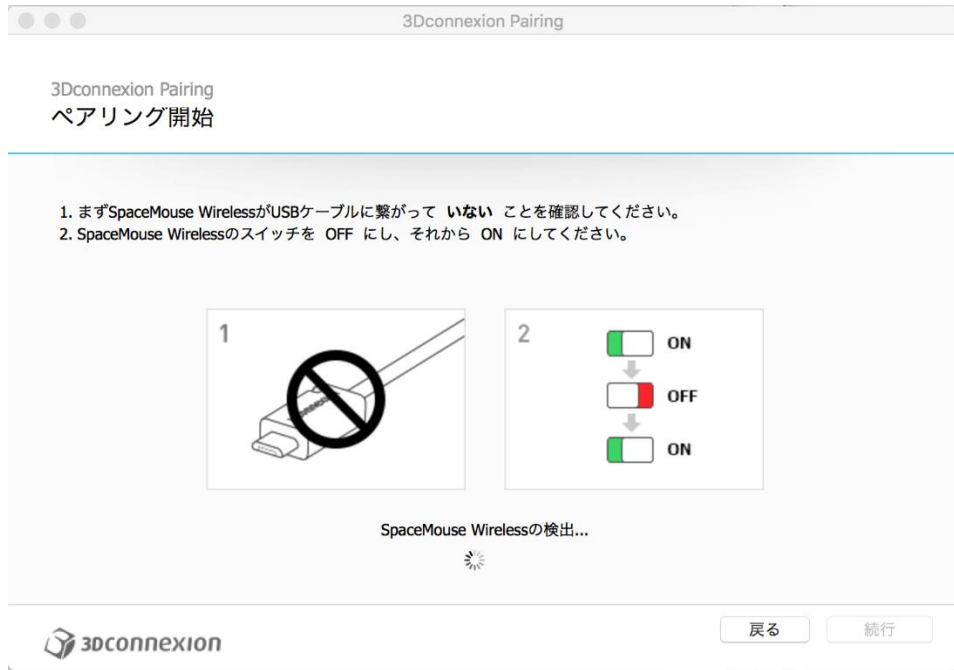 3Dconnexion Pairing
3Dconnexion Pairing
ペアリング開始
1. まずSpaceMouse WirelessがUSBケーブルに繋がって いない ことを確認してください。
2. SpaceMouse Wirelessのスイッチを OFF にし、それから ON にしてください。
1
2
ON
OFF
ON
SpaceMouse Wirelessの検出...
3Dconnexion
戻る
続行